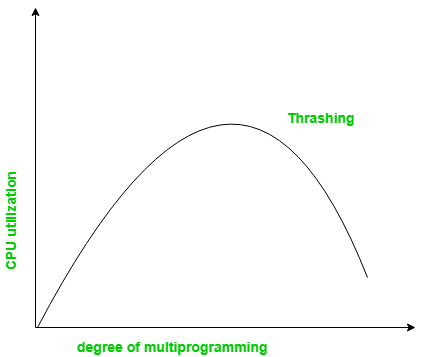 Thrashing
CPU utilization
degree of multiprogramming